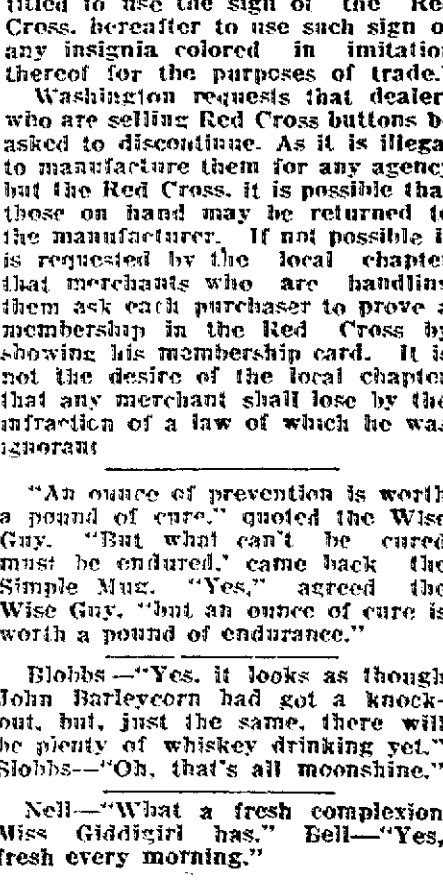 titled to use the sign of the Re
Cross. hereafter to use such sign o
any insignia colored in imitation
thereof for the purposes of trade."
Washington requests that dealer
who are selling Red Cross buttons b
asked to discontinue. As it is illega
to manufacture them for any agency
but the Red Cross. it is possible tha
those on hand may be returned t
the manufacturer. If not possible i
is requested by the local chapte
that merchants who are handling
them ask each purchaser to prove a
membership in the Red Cross by
showing his membership card. It is
not the desire of the local chapter
that any merchant shall lose by the
infraction of a law of which he was
ignorant
"An ounce of prevention is worth
a pound of cure," quoted the Wise
Guy. "But what can't be cured
must be endured,' came back the
Simple Mug. "Yes," agreed the
Wise Guy, "but an ounce of cure is
worth a pound of endurance."
Blobbs—"Yes, it looks as though
John Barleycorn had got a knock-
out, but, just the same, there will
be plenty of whiskey drinking yet."
Slobbs--"Oh, that's all moonshine."
Nell—"What a fresh complexion
Miss Giddigirl has." Bell—"Yes,
fresh every morning."